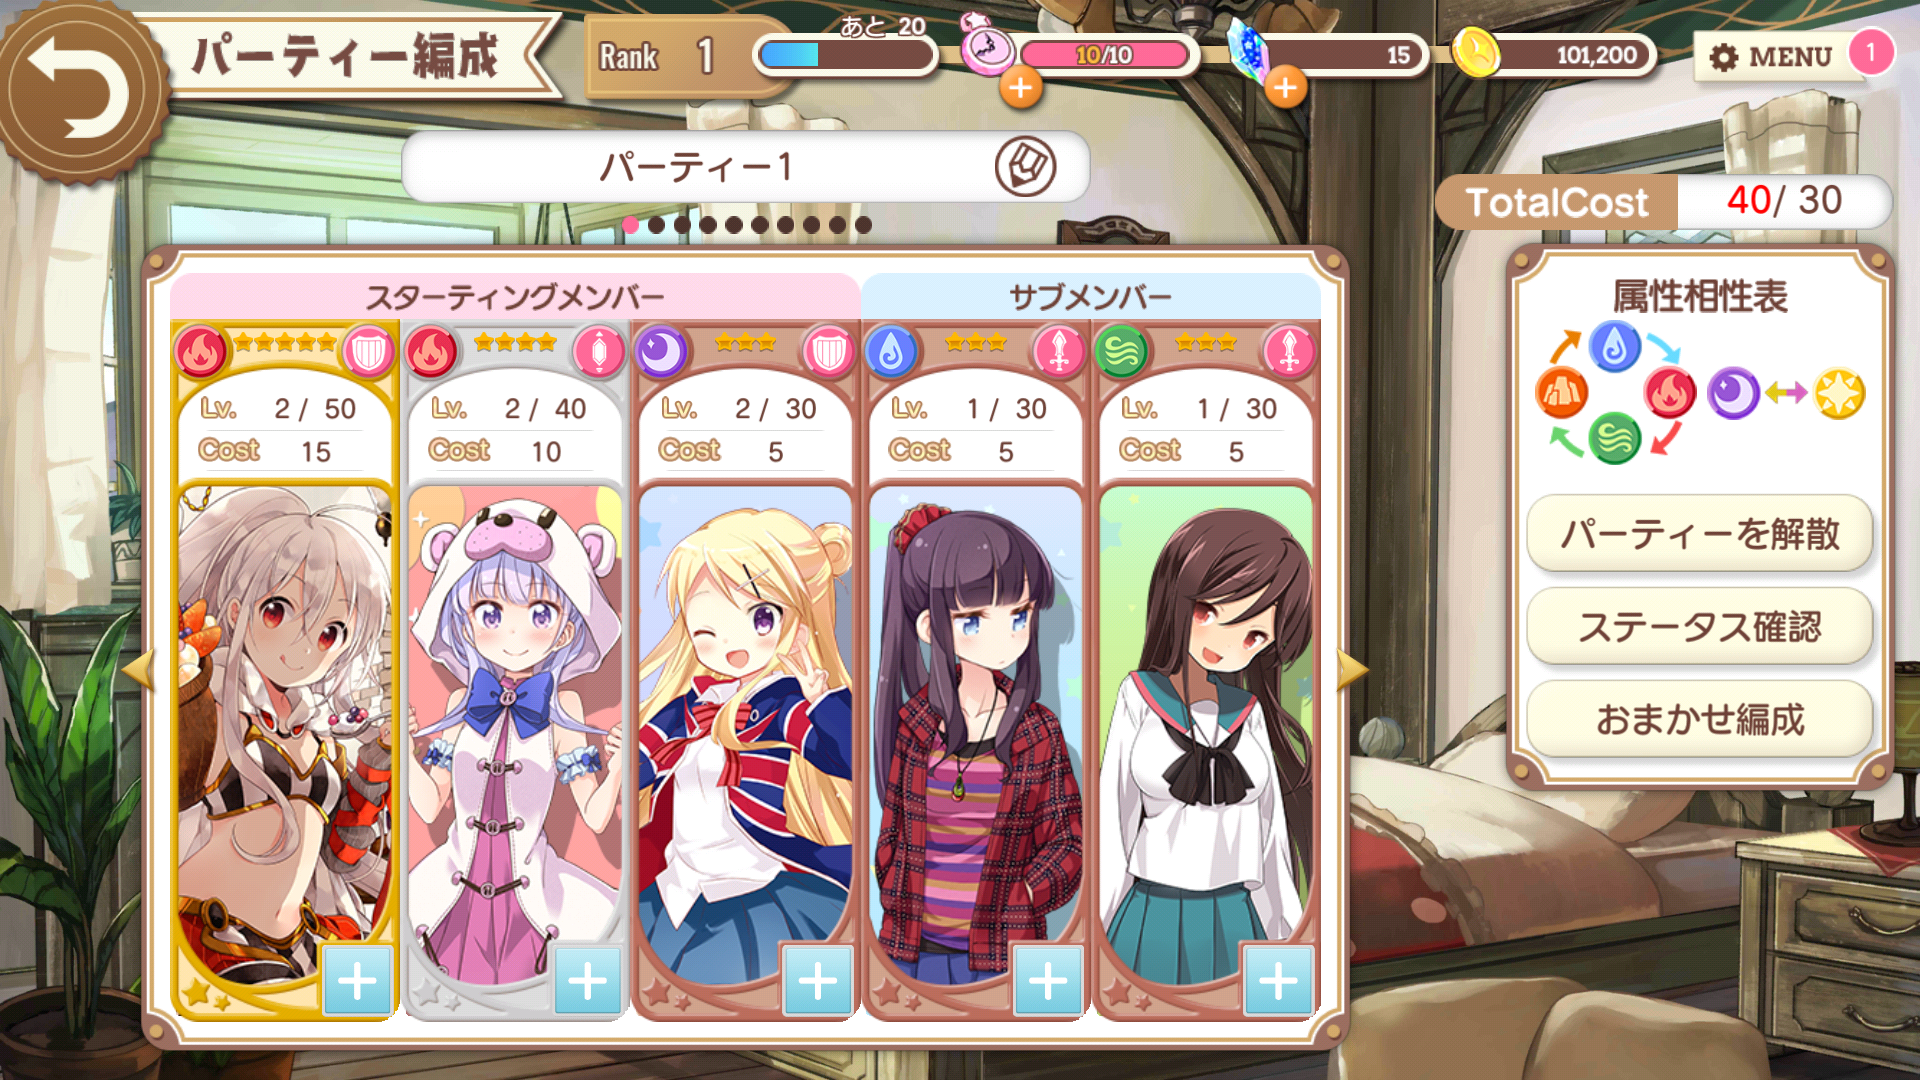 パーティー編成
Rank 1
あと 20
10/10
15
101,200
MENU
1
パーティー1
TotalCost 40/ 30
スターティングメンバー
サブメンバー
Lv. 2 / 50
Cost 15
Lv. 2 / 40
Cost 10
Lv. 2 / 30
Cost 5
Lv. 1 / 30
Cost 5
Lv. 1 / 30
Cost 5
属性相性表
パーティーを解散
ステータス確認
おまかせ編成